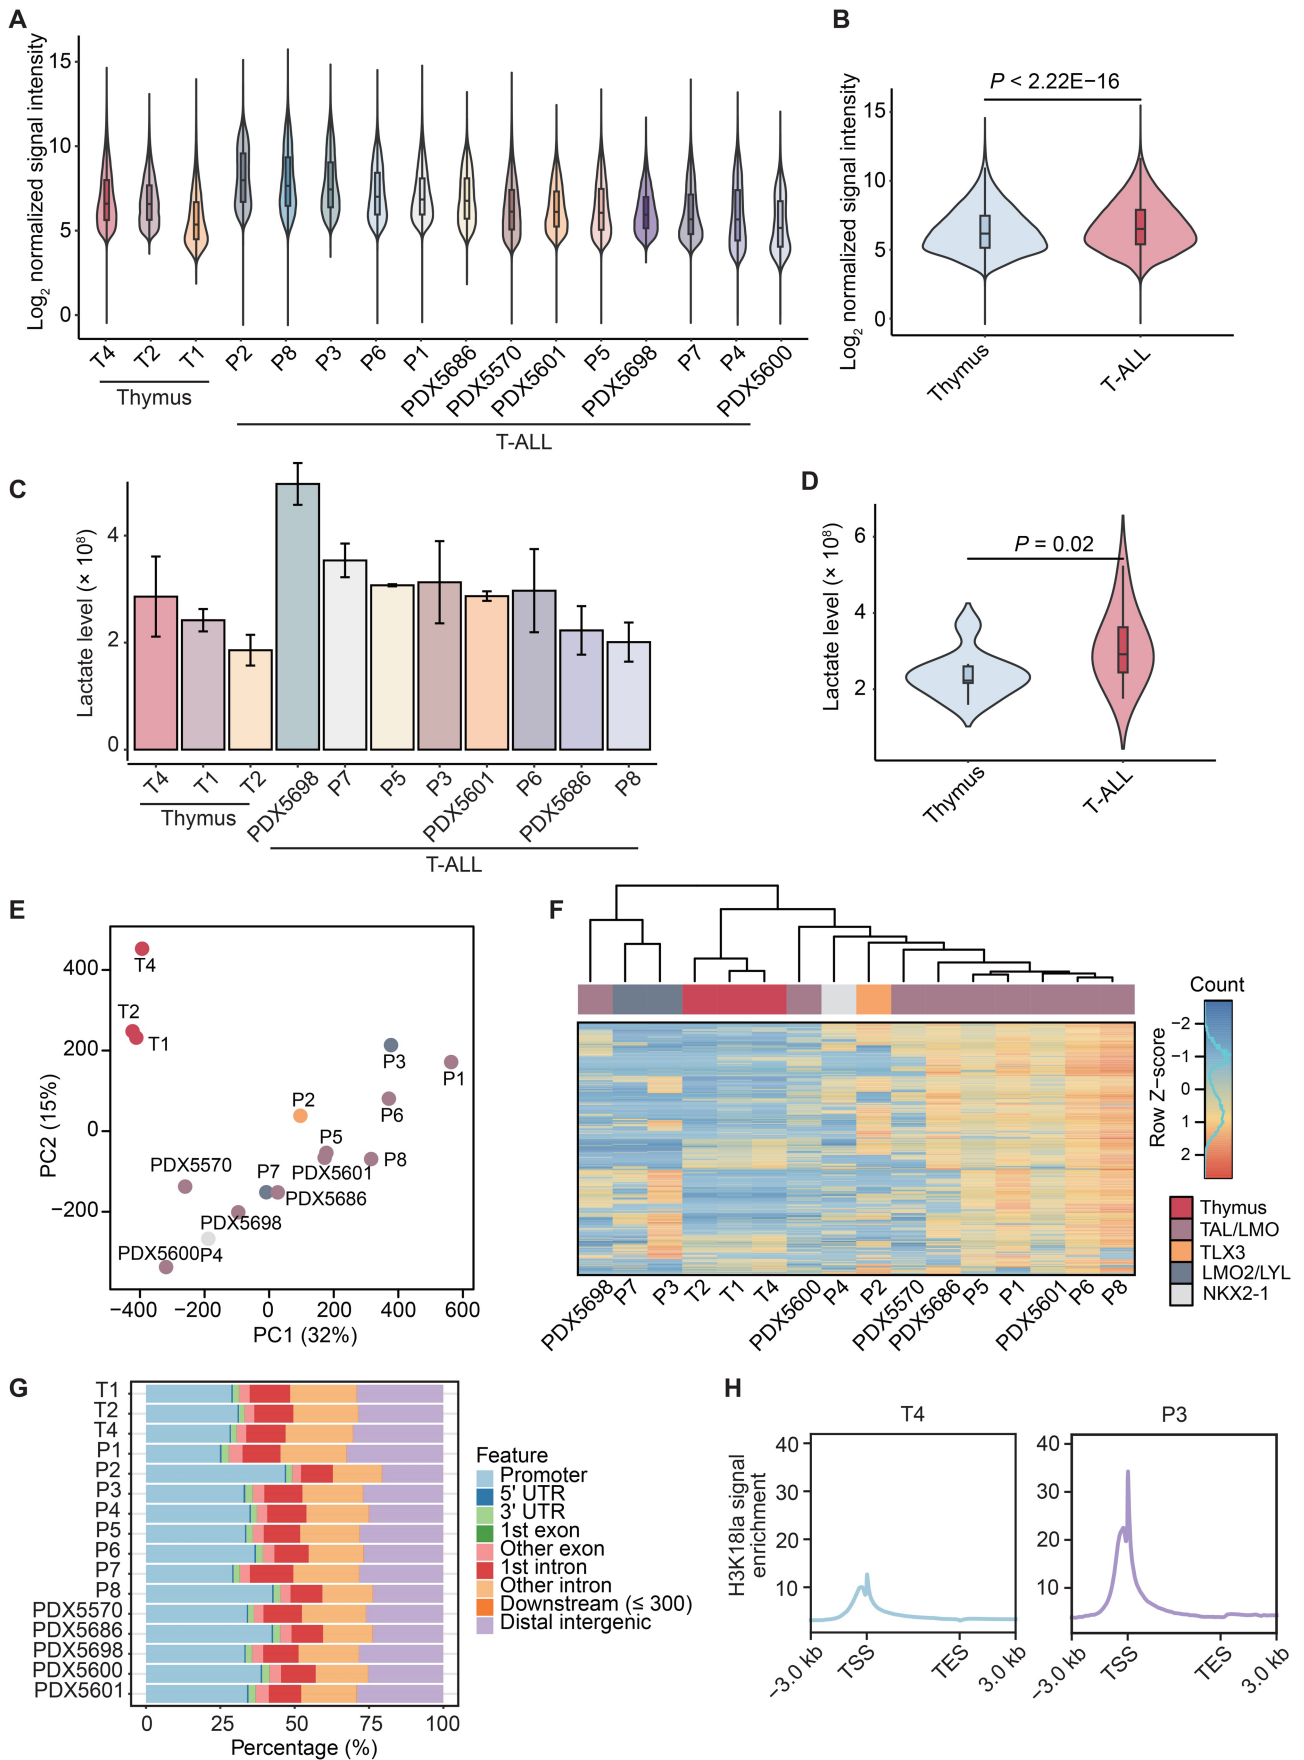 A
Log2 normalized signal intensity
15
10
5
0
T4
T2
T1
P2
P8
P3
P6
P1
PDX5686
PDX5570
PDX5601
P5
PDX5698
P7
P4
PDX5600
Thymus
T-ALL
B
Log2 normalized signal intensity
P < 2.22E−16
15
10
5
0
Thymus
T-ALL
C
Lactate level (× 10⁸)
4
2
0
T4
T1
T2
PDX5698
P7
P5
P3
PDX5601
P6
PDX5686
P8
Thymus
T-ALL
D
Lactate level (× 10⁸)
P = 0.02
6
4
2
Thymus
T-ALL
E
PC2 (15%)
400
200
0
−200
T4
T2
T1
P3
P1
P2
P6
P5
P8
PDX5601
PDX5570
P7
PDX5686
PDX5698
PDX5600
P4
−400
−200
0
200
400
600
PC1 (32%)
F
PDX5698
P7
P3
T2
T1
T4
PDX5600
P4
P2
PDX5570
PDX5686
P5
P1
PDX5601
P6
P8
Count
Row Z−score
−2
−1
0
1
2
Thymus
TAL/LMO
TLX3
LMO2/LYL
NKX2-1
G
T1
T2
T4
P1
P2
P3
P4
P5
P6
P7
P8
PDX5570
PDX5686
PDX5698
PDX5600
PDX5601
0
25
50
75
100
Percentage (%)
Feature
Promoter
5' UTR
3' UTR
1st exon
Other exon
1st intron
Other intron
Downstream (≤ 300)
Distal intergenic
H
H3K18la signal
enrichment
T4
40
30
20
10
−3.0 kb
TSS
TES
3.0 kb
P3
40
30
20
10
−3.0 kb
TSS
TES
3.0 kb